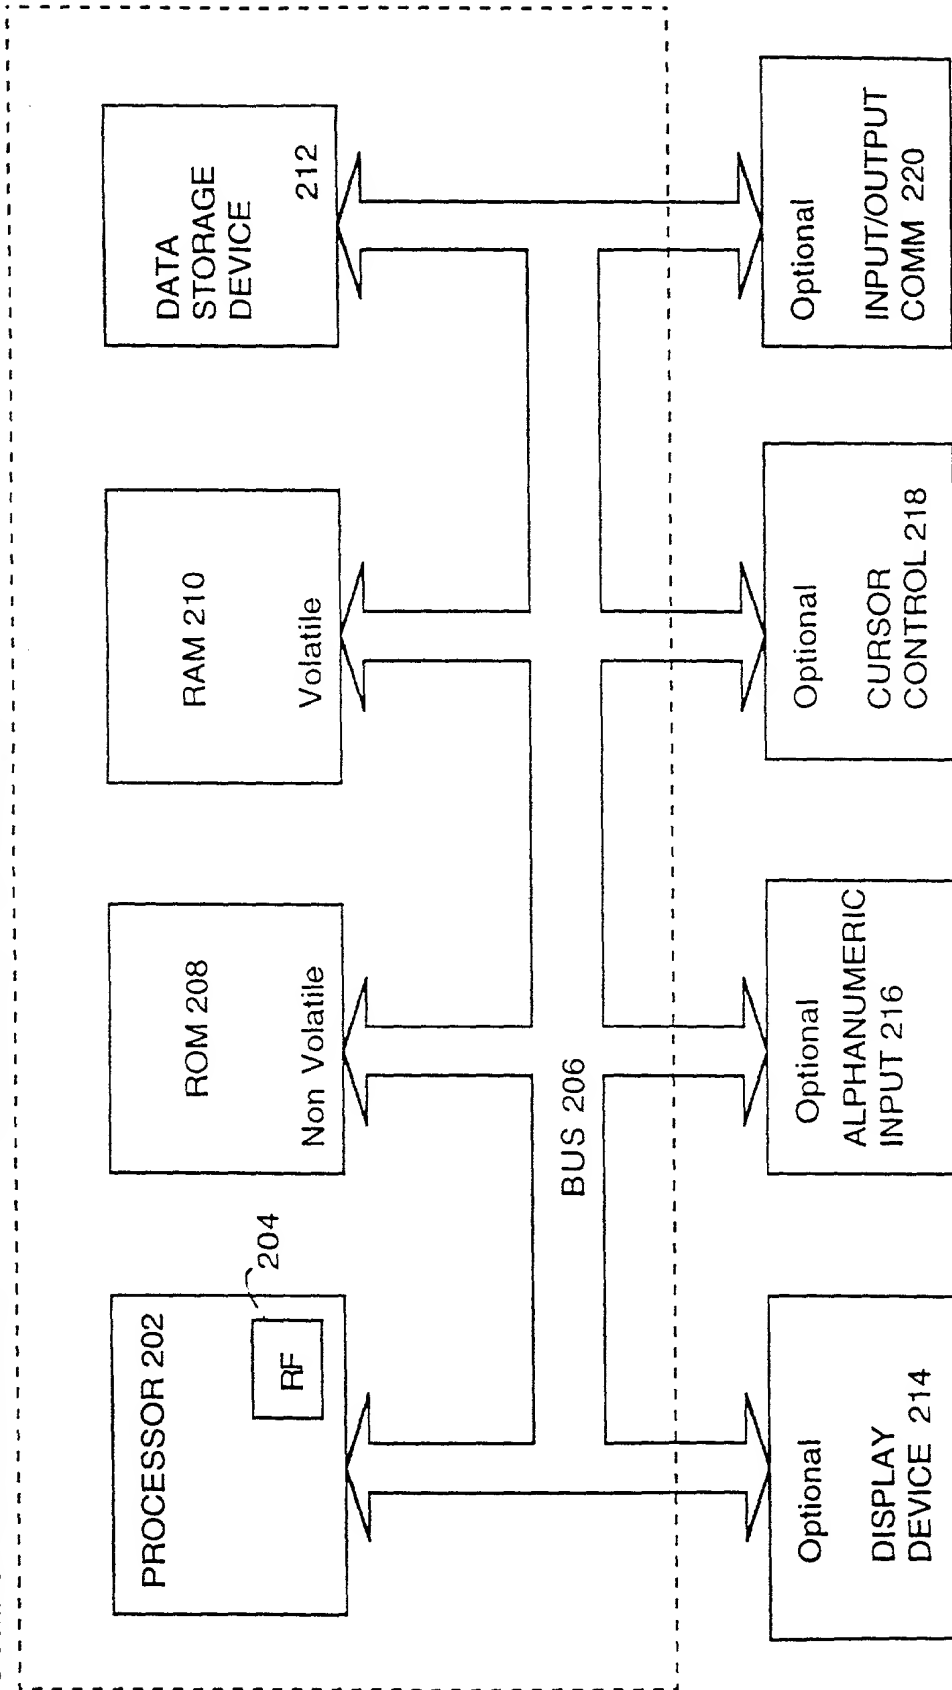 PROCESSOR 202
RF
204
ROM 208
Non Volatile
RAM 210
Volatile
DATA
STORAGE
DEVICE
212
BUS 206
Optional
DISPLAY
DEVICE 214
Optional
ALPHANUMERIC
INPUT 216
Optional
CURSOR
CONTROL 218
Optional
INPUT/OUTPUT
COMM 220